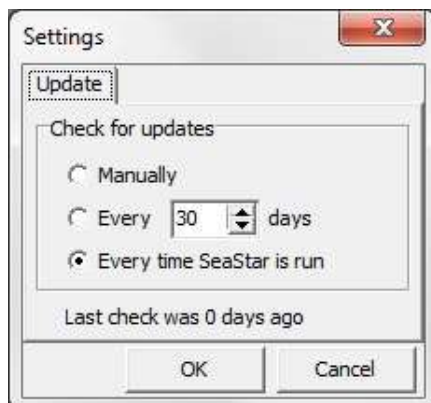 Settings
Update
Check for updates
Manually
Every 30 days
Every time SeaStar is run
Last check was 0 days ago
OK Cancel